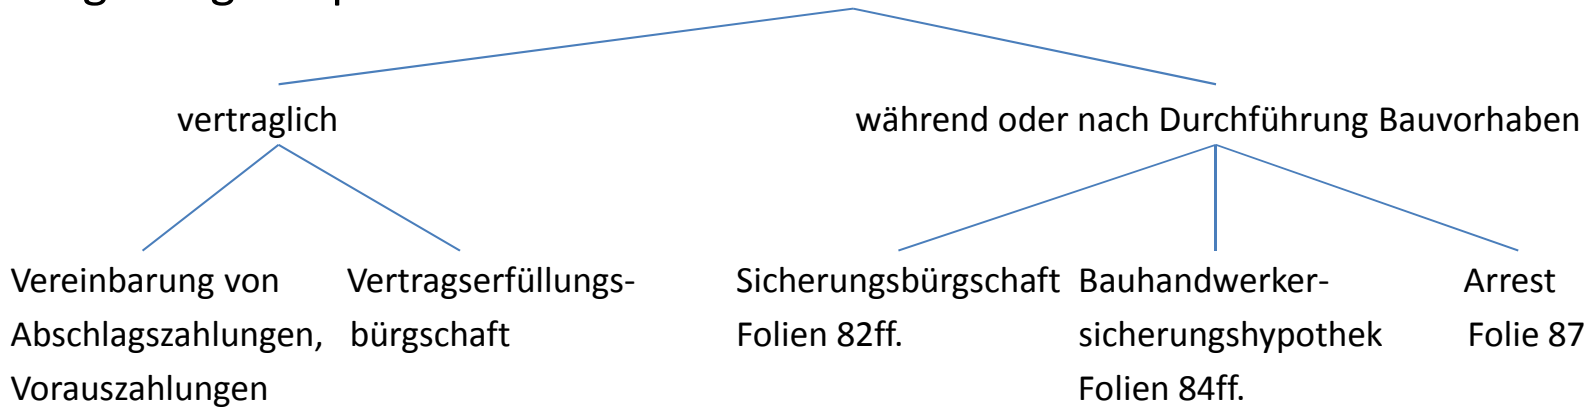 vertraglich
während oder nach Durchführung Bauvorhaben
Vereinbarung von
Abschlagszahlungen,
Vorauszahlungen
Vertragserfüllungs-
bürgschaft
Sicherungsbürgschaft
Folien 82ff.
Bauhandwerker-
sicherungshypothek
Folien 84ff.
Arrest
Folie 87